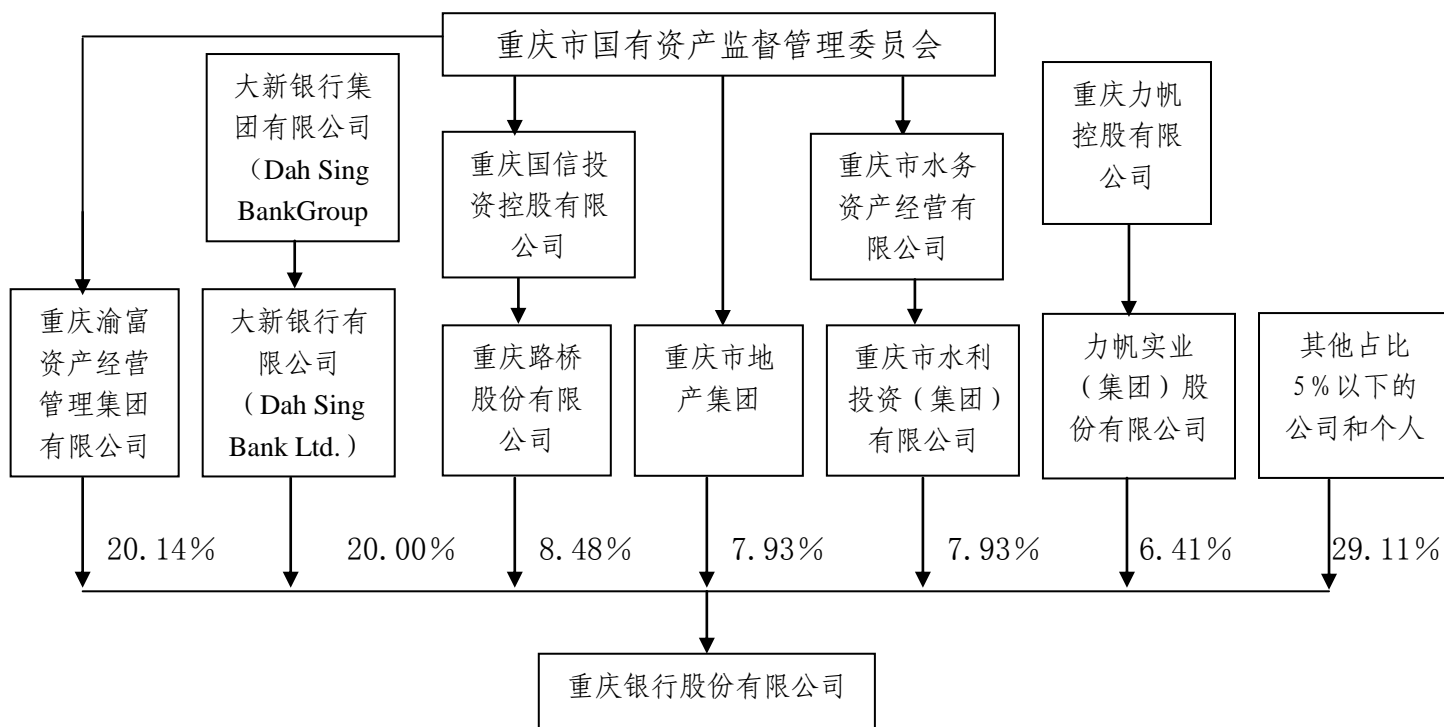 重庆市国有资产监督管理委员会
大新银行集
团有限公司
（Dah Sing
BankGroup
重庆国信投
资控股有限
公司
重庆市水务
资产经营有
限公司
重庆力帆
控股有限
公司
重庆渝富
资产经营
管理集团
有限公司
大新银行有
限公司
（Dah Sing
Bank Ltd.）
重庆路桥
股份有限
公司
重庆市地
产集团
重庆市水利
投资（集团）
有限公司
力帆实业
（集团）股
份有限公司
其他占比
5%以下的
公司和个人
20.14%
20.00%
8.48%
7.93%
7.93%
6.41%
29.11%
重庆银行股份有限公司